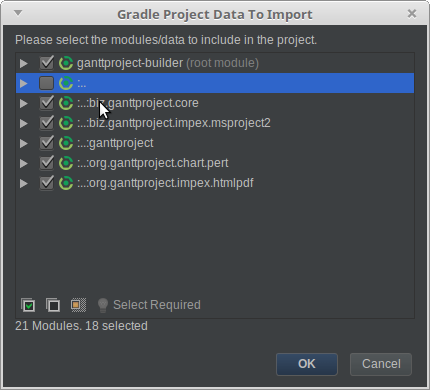 Gradle Project Data To Import
Please select the modules/data to include in the project.
ganttproject-builder (root module)
:..
:..:biz.ganttproject.core
:..:biz.ganttproject.impex.msproject2
:..:ganttproject
:..:org.ganttproject.chart.pert
:..:org.ganttproject.impex.htmlpdf
Select Required
21 Modules. 18 selected
OK Cancel